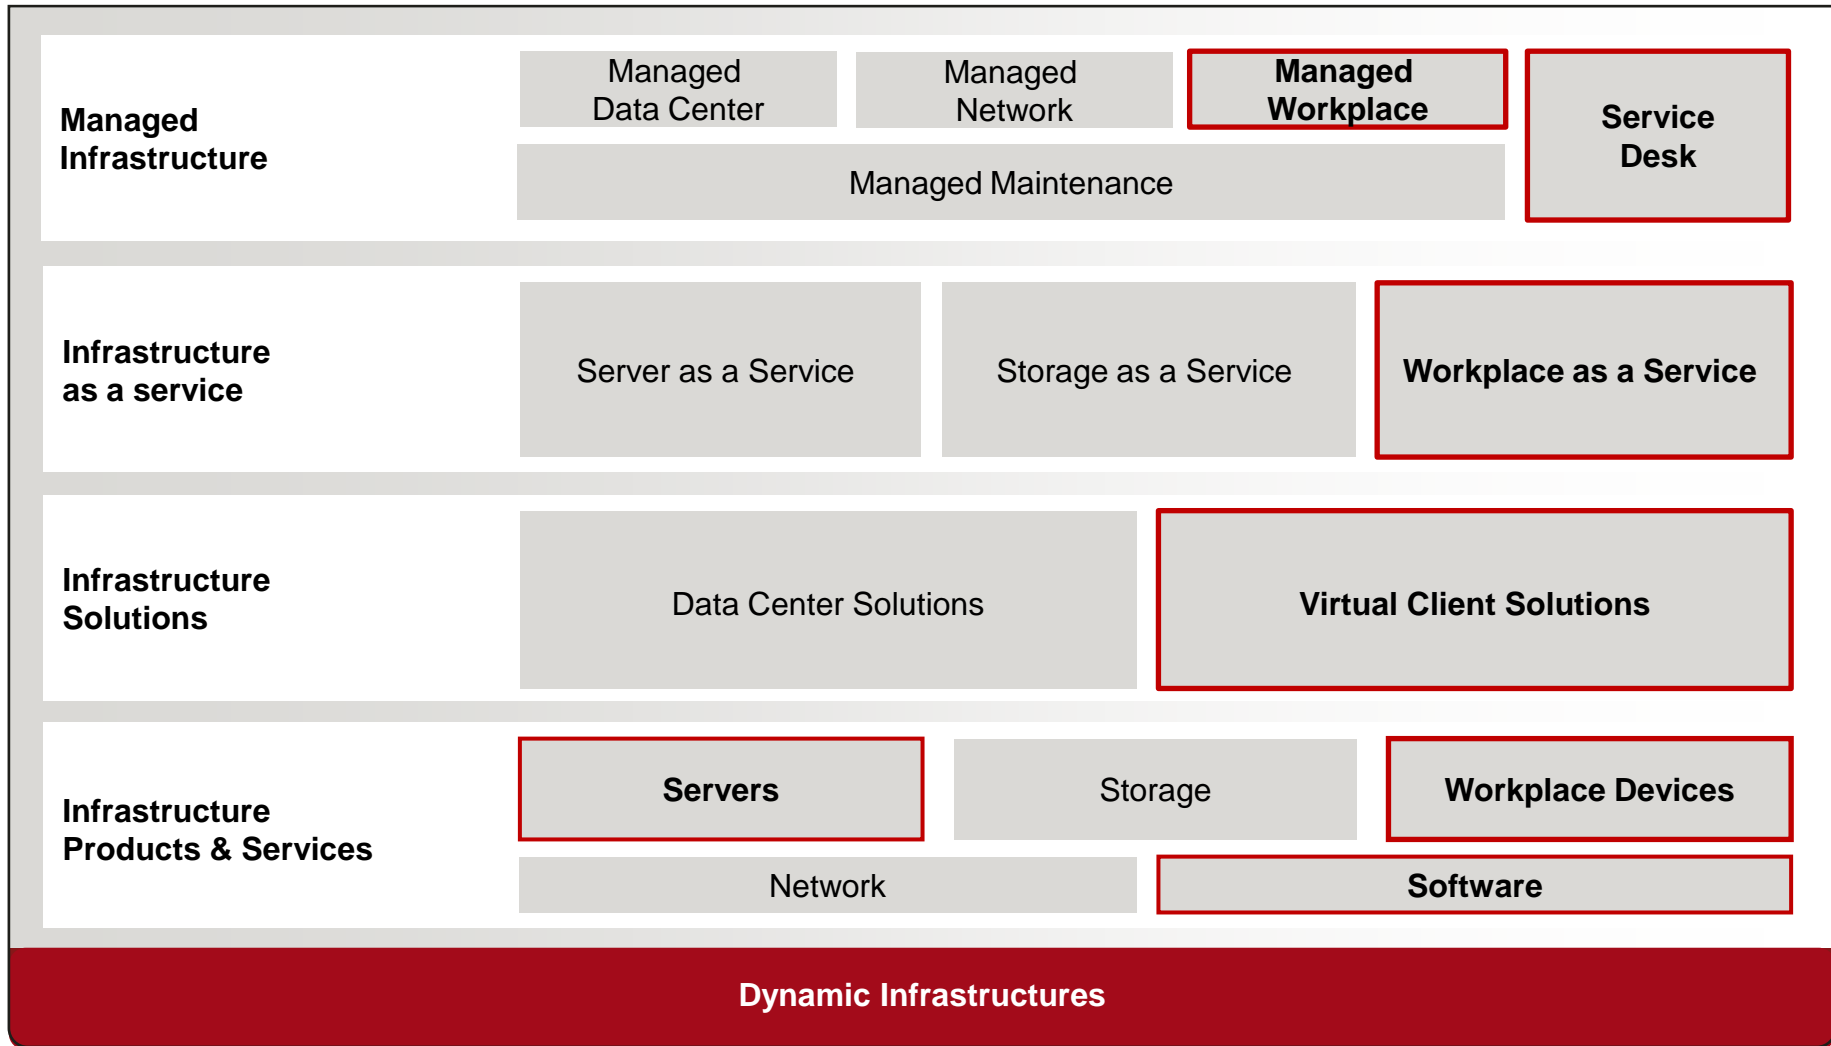 Managed
Infrastructure
Managed
Data Center
Managed
Network
Managed
Workplace
Service
Desk
Managed Maintenance
Infrastructure
as a service
Server as a Service
Storage as a Service
Workplace as a Service
Infrastructure
Solutions
Data Center Solutions
Virtual Client Solutions
Infrastructure
Products & Services
Servers
Storage
Workplace Devices
Network
Software
Dynamic Infrastructures